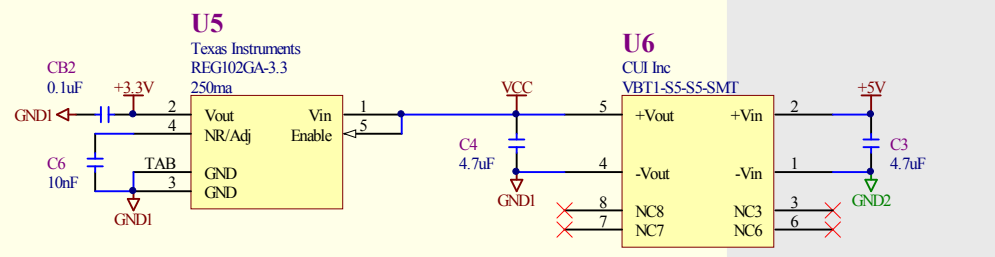 U5
Texas Instruments
REG102GA-3.3
250ma
CB2
0.1uF
+3.3V
GND1
2
Vout
4
NR/Adj
TAB
GND
3
GND
Vin
1
Enable
5
C6
10nF
GND1
VCC
C4
4.7uF
GND1
U6
CUI Inc
VBT1-S5-S5-SMT
5
+Vout
4
-Vout
8
NC8
7
NC7
+Vin
2
-Vin
1
NC3
3
NC6
6
+5V
C3
4.7uF
GND2